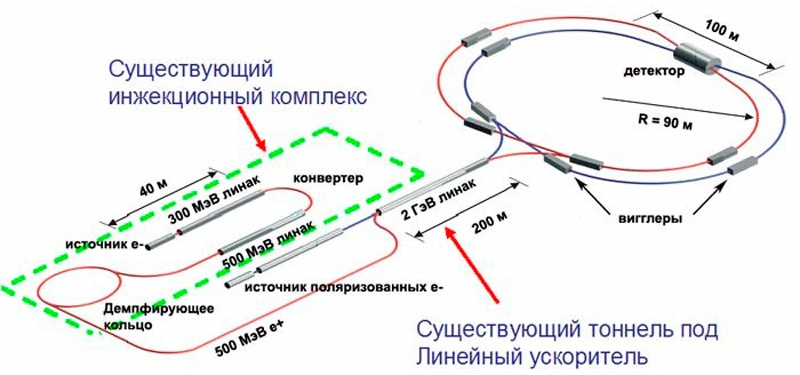 100 м
Существующий
инжекционный комплекс
детектор
R = 90 м
40 м
конвертер
300 МэВ линак
2 ГэВ линак
вигглеры
200 м
источник е-
500 МэВ линак
источник поляризованных е-
Демпфирующее
кольцо
500 МэВ е+
Существующий тоннель под
Линейный ускоритель